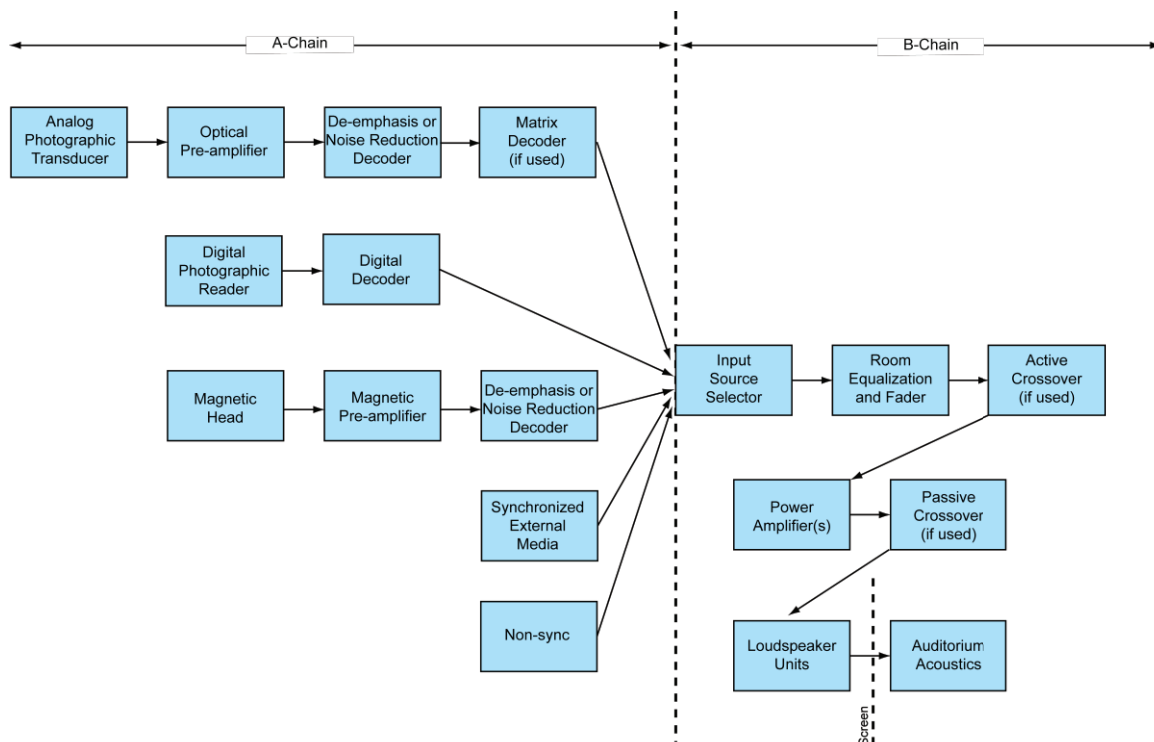 A-Chain
B-Chain
Analog
Photographic
Transducer
Optical
Pre-amplifier
De-emphasis or
Noise Reduction
Decoder
Matrix
Decoder
(if used)
Digital
Photographic
Reader
Digital
Decoder
Magnetic
Head
Magnetic
Pre-amplifier
De-emphasis or
Noise Reduction
Decoder
Synchronized
External
Media
Non-sync
Input
Source
Selector
Room
Equalization
and Fader
Active
Crossover
(if used)
Power
Amplifier(s)
Passive
Crossover
(if used)
Loudspeaker
Units
Auditorium
Acoustics
Screen